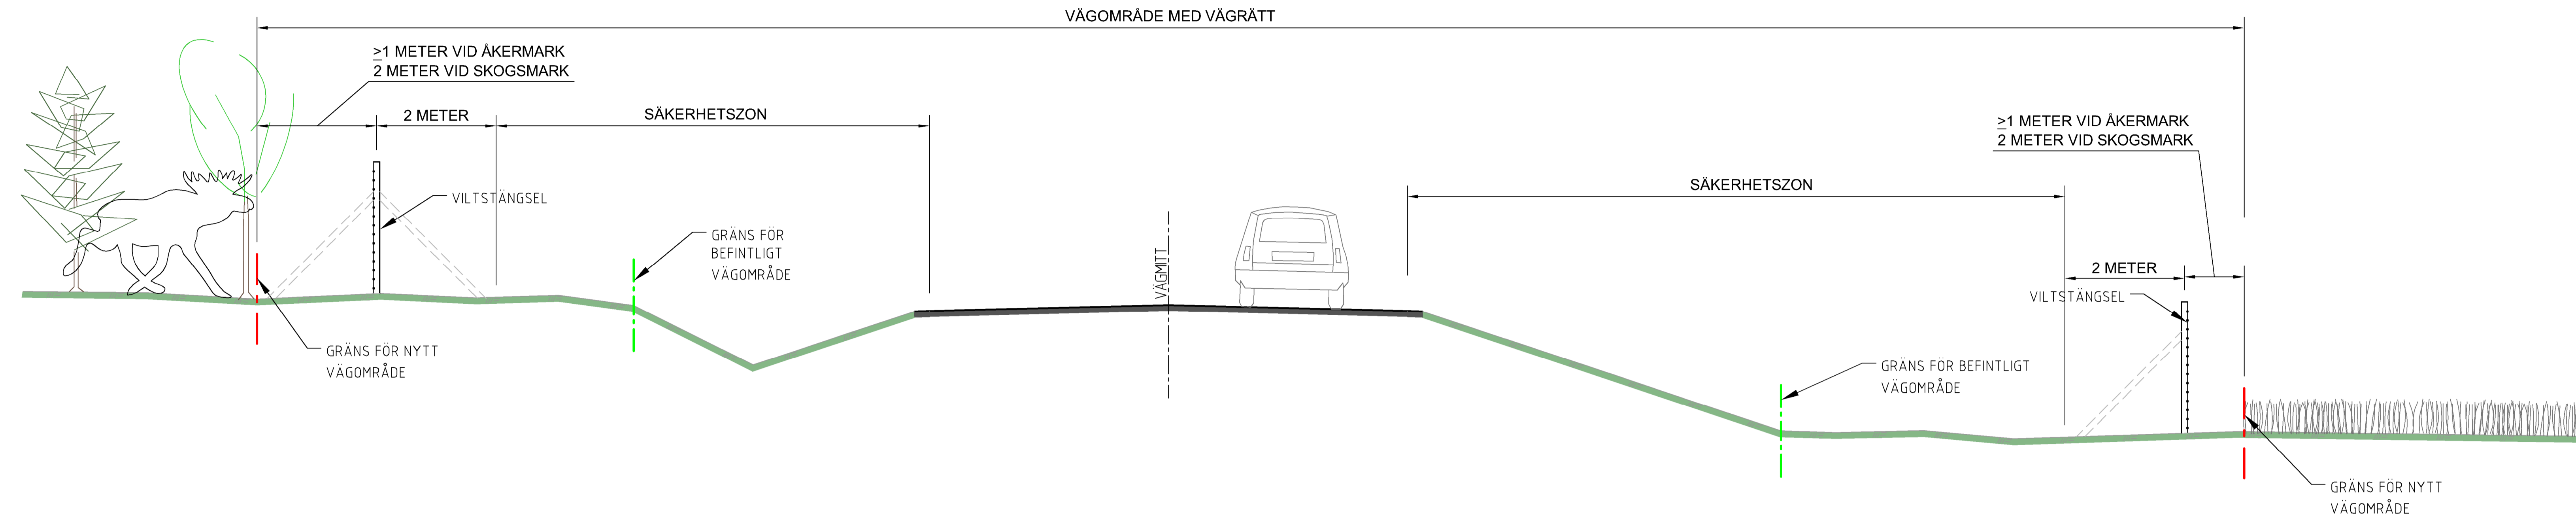 VÄGOMRÅDE MED VÄGRÄTT
≥1 METER VID ÅKERMARK
2 METER VID SKOGSMARK
2 METER
SÄKERHETSZON
VILTSTÄNGSEL
GRÄNS FÖR
BEFINTLIGT
VÄGOMRÅDE
GRÄNS FÖR NYTT
VÄGOMRÅDE
VÄGMITT
SÄKERHETSZON
≥1 METER VID ÅKERMARK
2 METER VID SKOGSMARK
2 METER
VILTSTÄNGSEL
GRÄNS FÖR BEFINTLIGT
VÄGOMRÅDE
GRÄNS FÖR NYTT
VÄGOMRÅDE